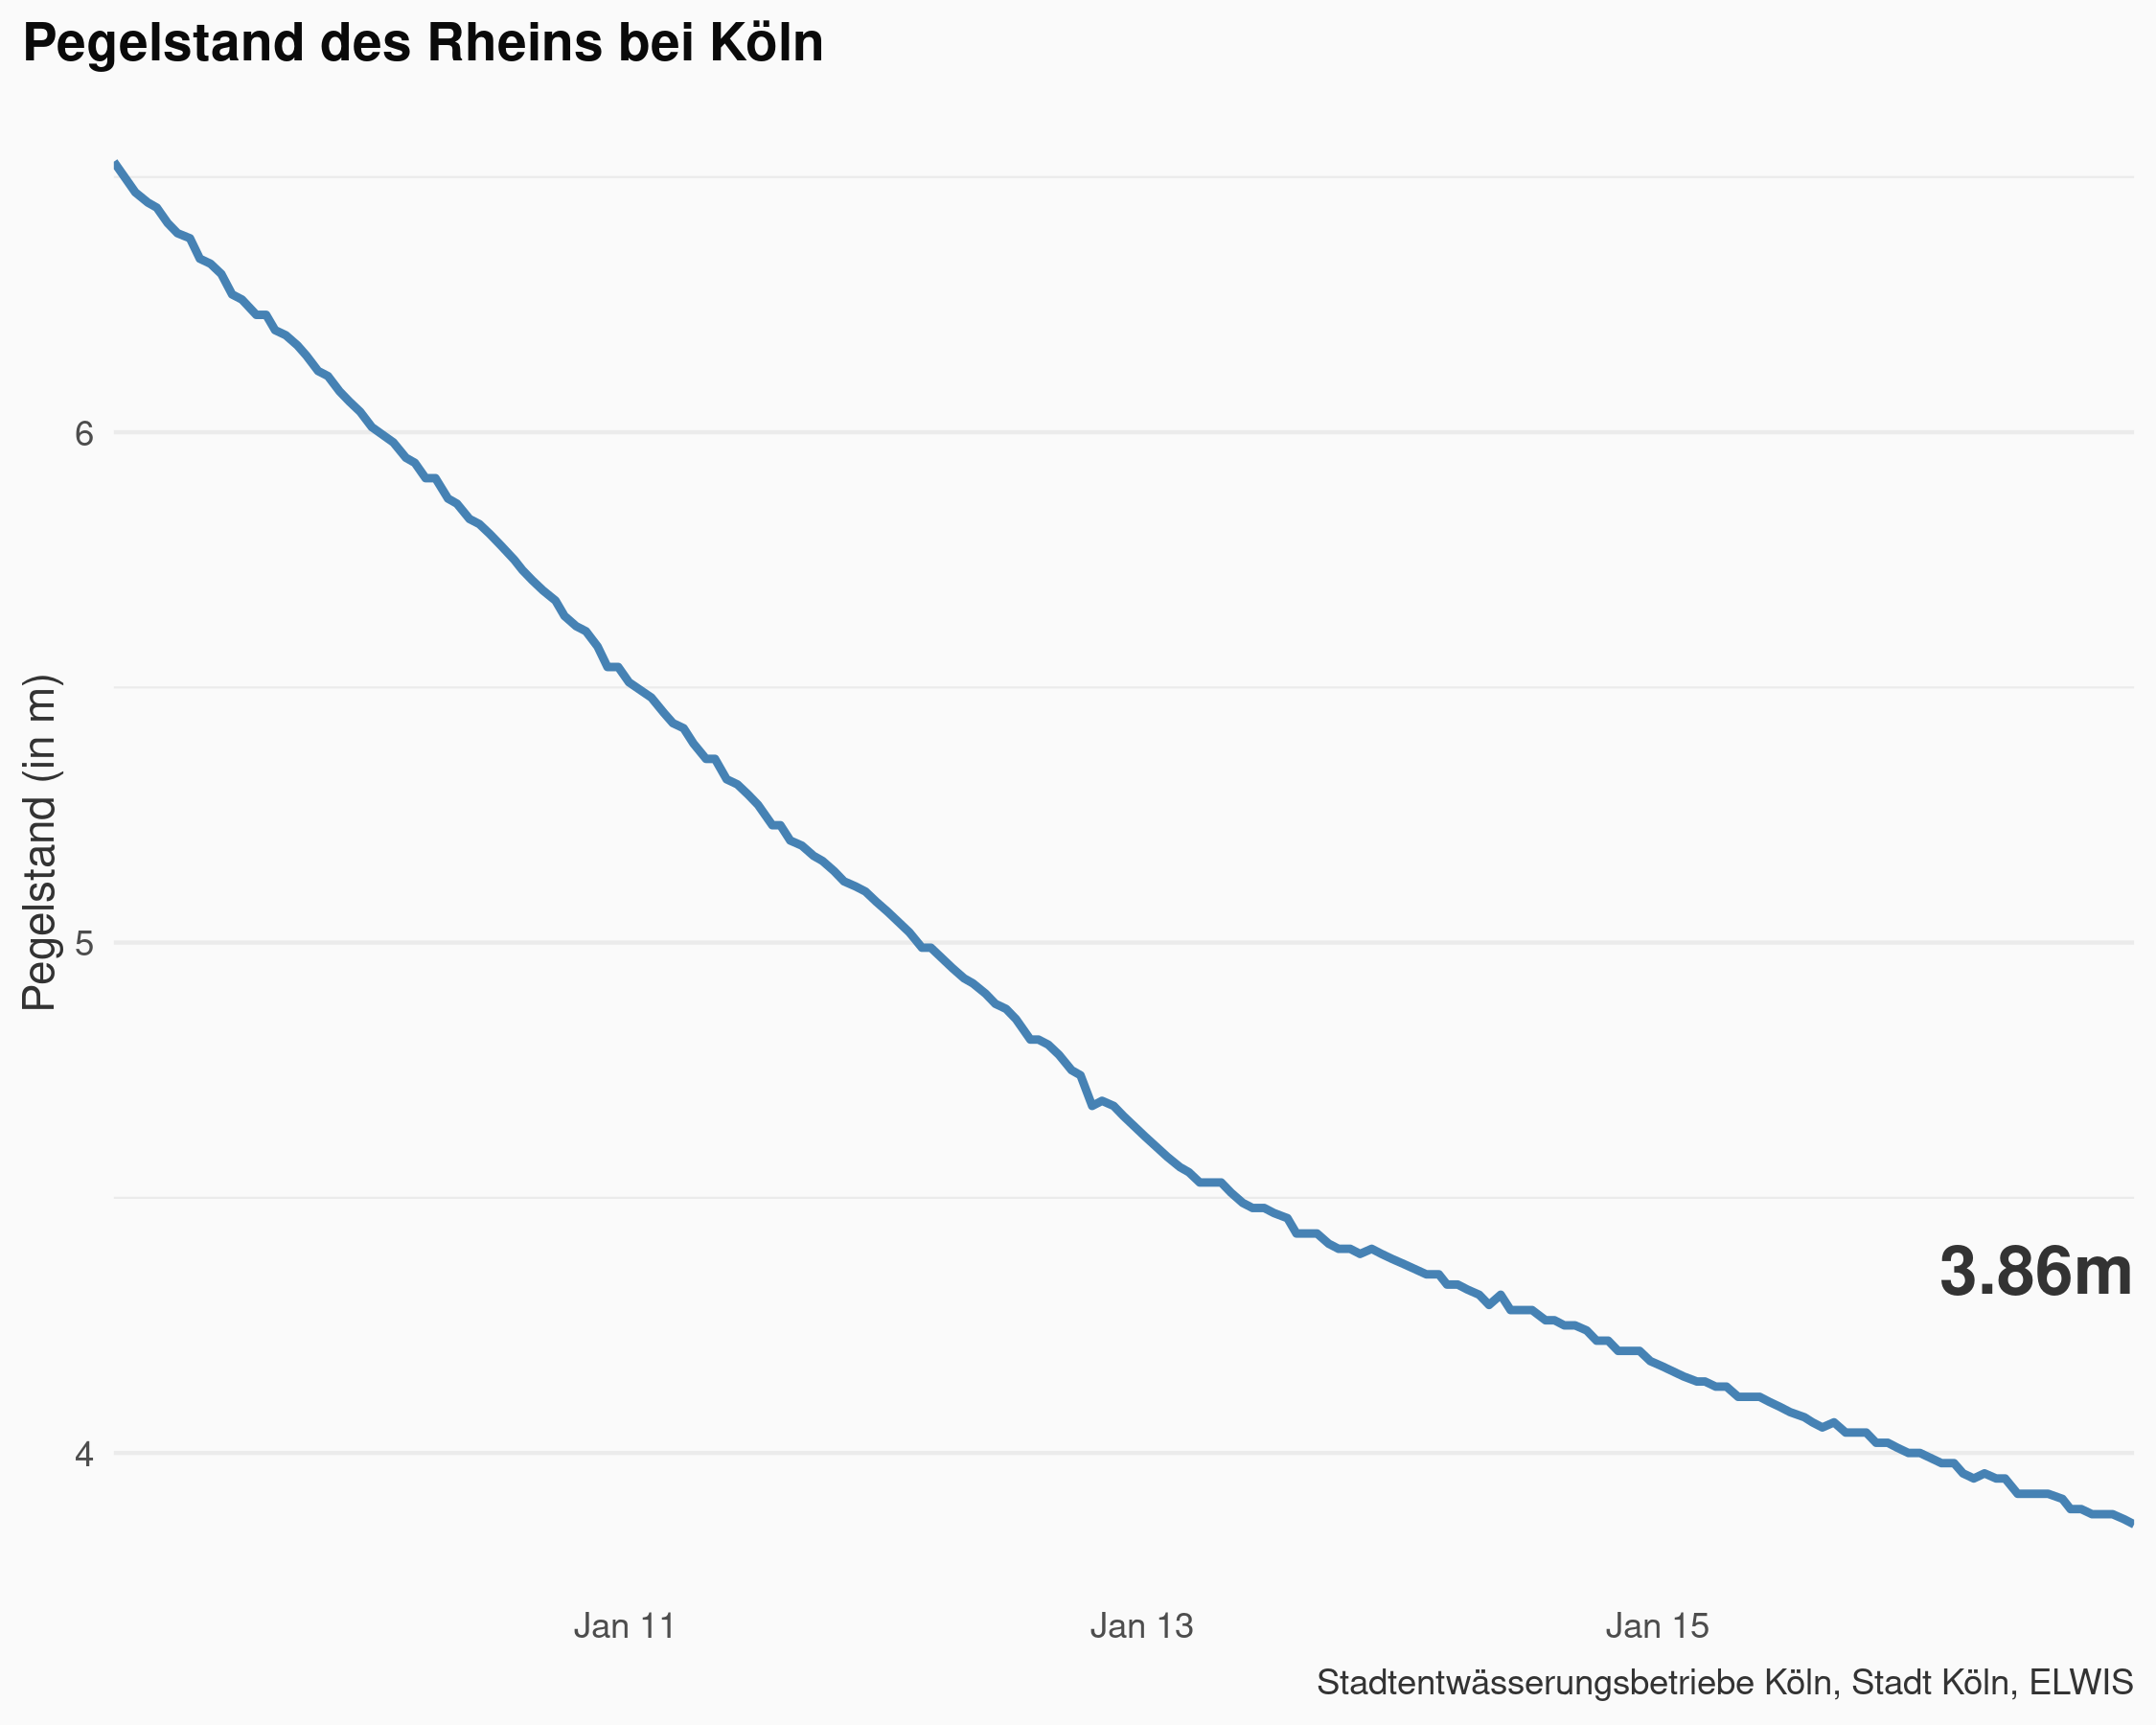 Pegelstand des Rheins bei Köln
Pegelstand (in m)
6
5
4
3.86m
Jan 11
Jan 13
Jan 15
Stadtentwässerungsbetriebe Köln, Stadt Köln, ELWIS